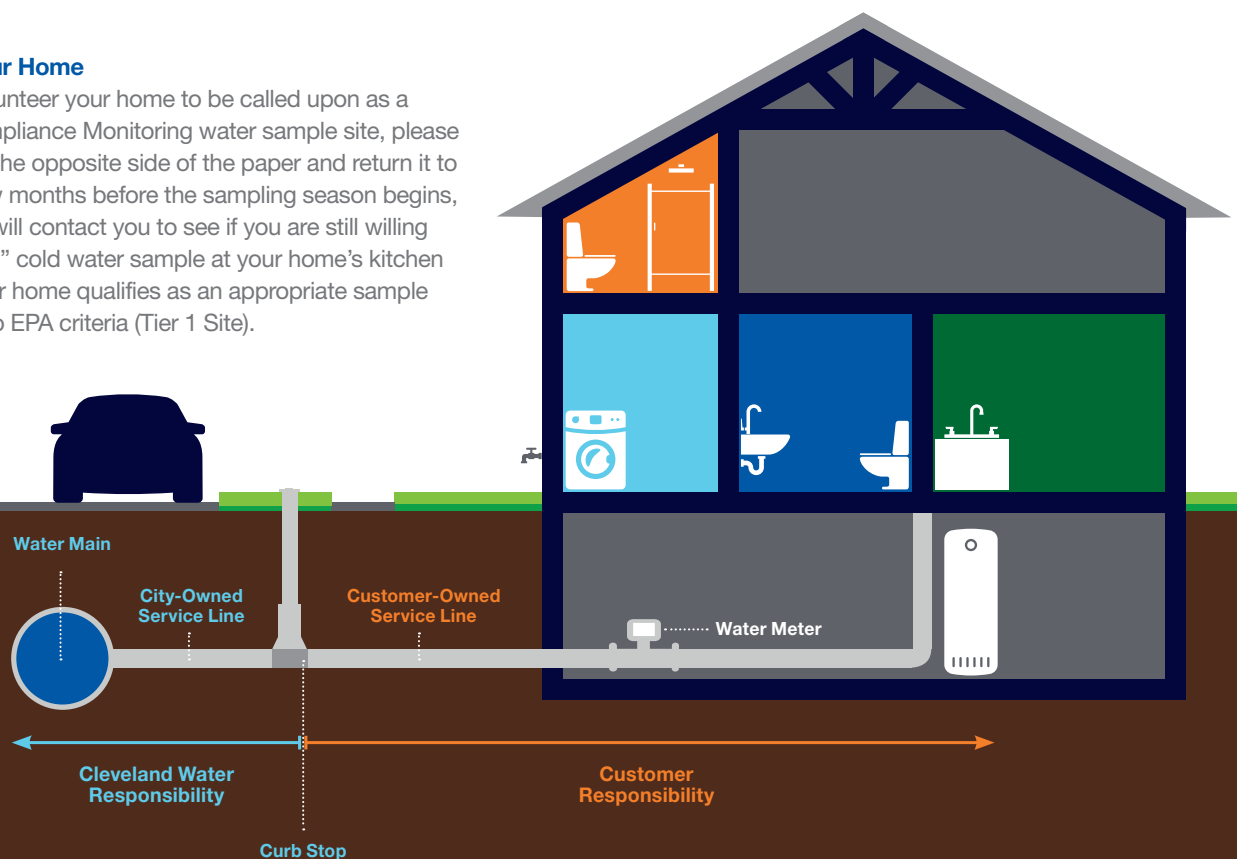 ur Home
unteer your home to be called upon as a
mpliance Monitoring water sample site, please
the opposite side of the paper and return it to
w months before the sampling season begins,
will contact you to see if you are still willing
” cold water sample at your home’s kitchen
r home qualifies as an appropriate sample
o EPA criteria (Tier 1 Site).
Water Main
City-Owned
Service Line
Customer-Owned
Service Line
Water Meter
Cleveland Water
Responsibility
Customer
Responsibility
Curb Stop